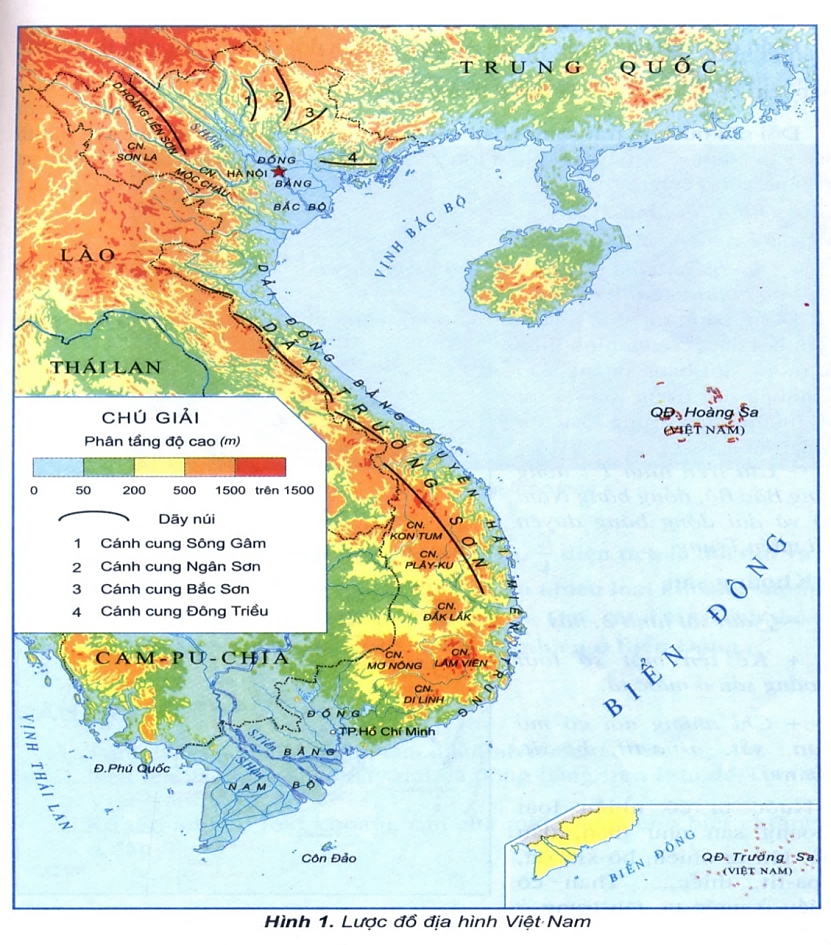 TRUNG QUỐC
D.HOÀNG LIÊN SƠN
S.Hồng
1
2
3
4
CN.
SƠN LA
CN.
MỘC CHÂU
HÀ NỘI
ĐỒNG
BẰNG
BẮC BỘ
VỊNH BẮC BỘ
LÀO
THÁI LAN
DẢI ĐỒNG BẰNG DUYÊN HẢI MIỀN TRUNG
DÃY TRƯỜNG SƠN
QĐ. Hoàng Sa
(VIỆT NAM)
CHÚ GIẢI
Phân tầng độ cao (m)
0 50 200 500 1500 trên 1500
Dãy núi
1 Cánh cung Sông Gâm
2 Cánh cung Ngân Sơn
3 Cánh cung Bắc Sơn
4 Cánh cung Đông Triều
CN.
KON TUM
CN.
PLÂY-KU
CN.
ĐẮK LẮK
CN.
MƠ NÔNG
CN.
LÂM VIÊN
CN.
DI LINH
BIỂN ĐÔNG
CAM-PU-CHIA
ĐỒNG
TP.Hồ Chí Minh
S.Tiền
BẰNG
S.Hậu
NAM BỘ
VỊNH THÁI LAN
Đ.Phú Quốc
Côn Đảo
BIỂN ĐÔNG
QĐ.Trường Sa
(VIỆT NAM)
Hình 1. Lược đồ địa hình Việt Nam